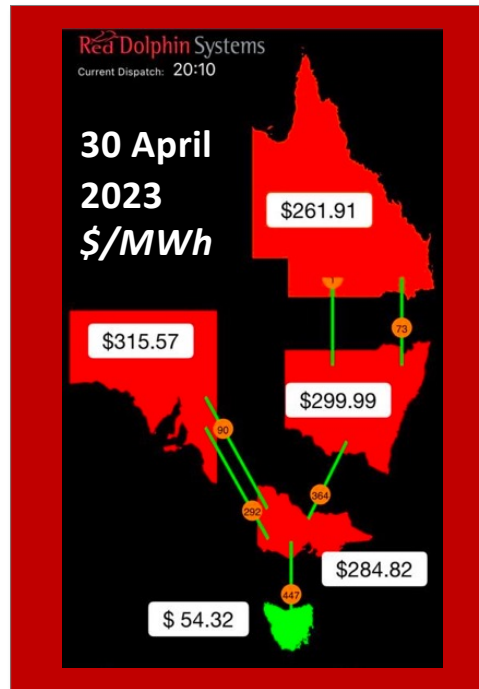 Red Dolphin Systems
Current Dispatch: 20:10
30 April
2023
$/MWh
$261.91
73
$315.57
$299.99
90
364
292
$284.82
447
$ 54.32